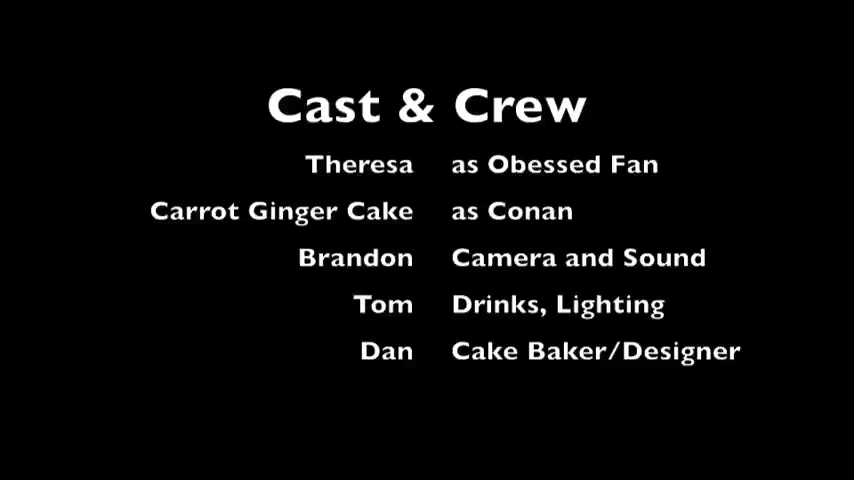 Cast & Crew
Theresa as Obessed Fan
Carrot Ginger Cake as Conan
Brandon Camera and Sound
Tom Drinks, Lighting
Dan Cake Baker/Designer